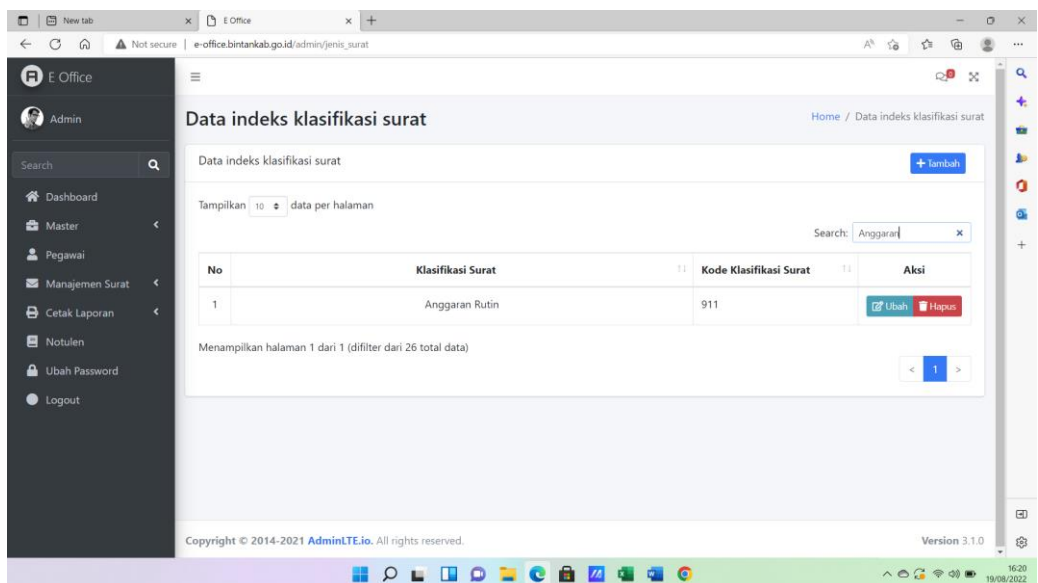 New tab
E Office
Not secure | e-office.bintankab.go.id/admin/jenis_surat
E Office
Admin
Search
Dashboard
Master
Pegawai
Manajemen Surat
Cetak Laporan
Notulen
Ubah Password
Logout
Data indeks klasifikasi surat
Home / Data indeks klasifikasi surat
Data indeks klasifikasi surat
+ Tambah
Tampilkan 10 data per halaman
Search: Anggaran
No Klasifikasi Surat Kode Klasifikasi Surat Aksi
1 Anggaran Rutin 911 Ubah Hapus
Menampilkan halaman 1 dari 1 (difilter dari 26 total data)
< 1 >
Copyright © 2014-2021 AdminLTE.io. All rights reserved.
Version 3.1.0
16:20
19/08/2022